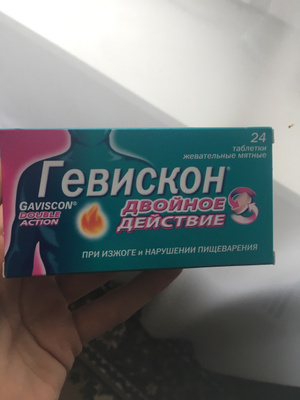 24
таблетки
жевательные мятные
Гевискон®
GAVISCON®
DOUBLE
ACTION
ДВОЙНОЕ
ДЕЙСТВИЕ
ПРИ ИЗЖОГЕ и НАРУШЕНИИ ПИЩЕВАРЕНИЯ